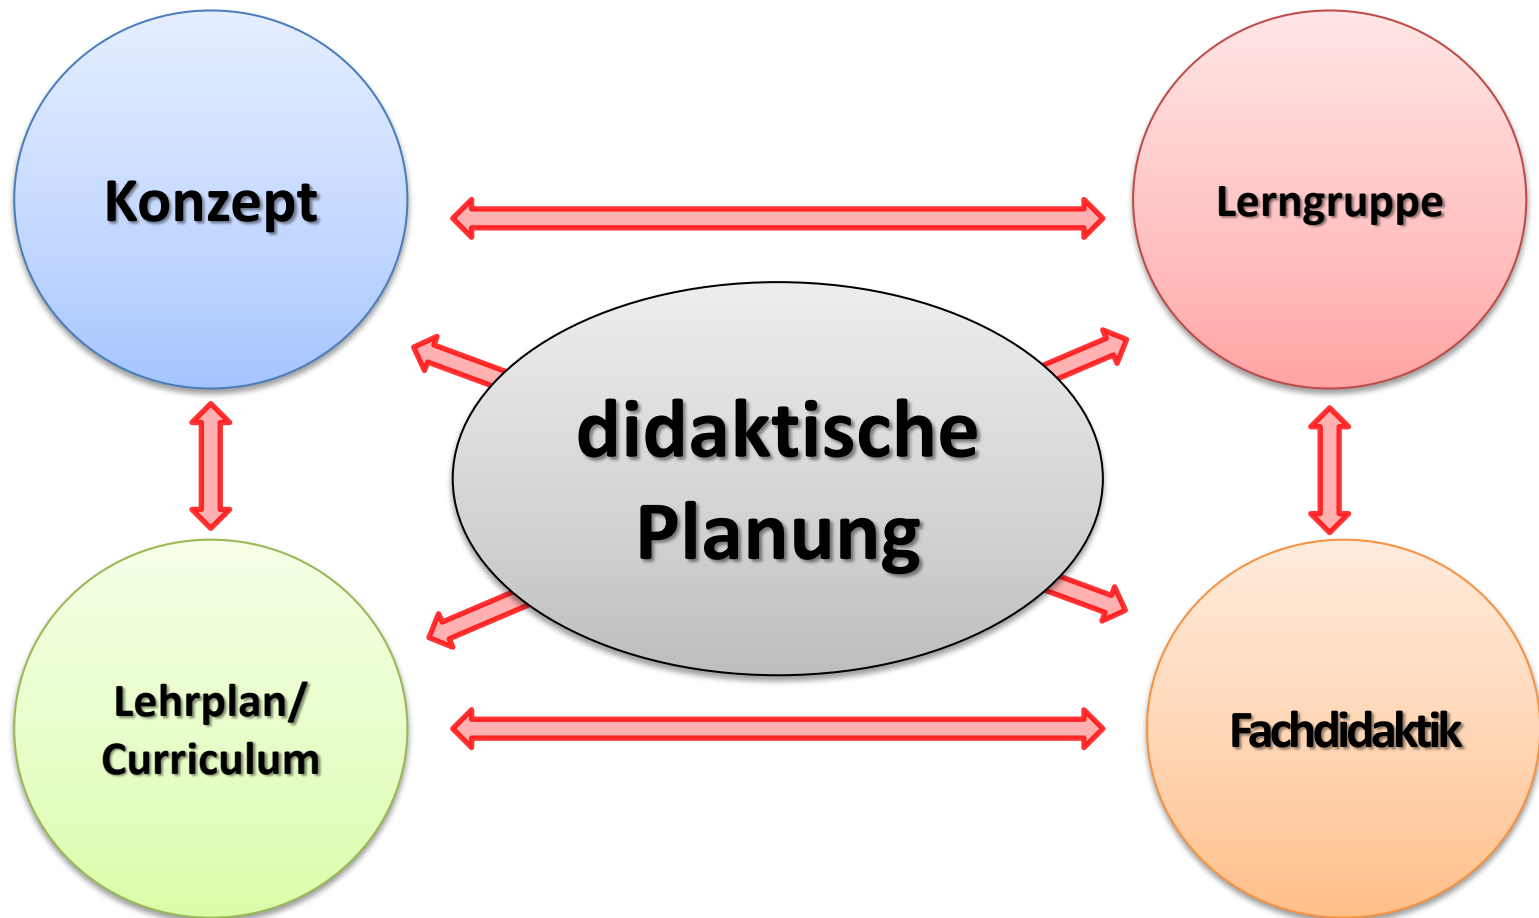 Konzept
Lerngruppe
didaktische
Planung
Lehrplan/
Curriculum
Fachdidaktik